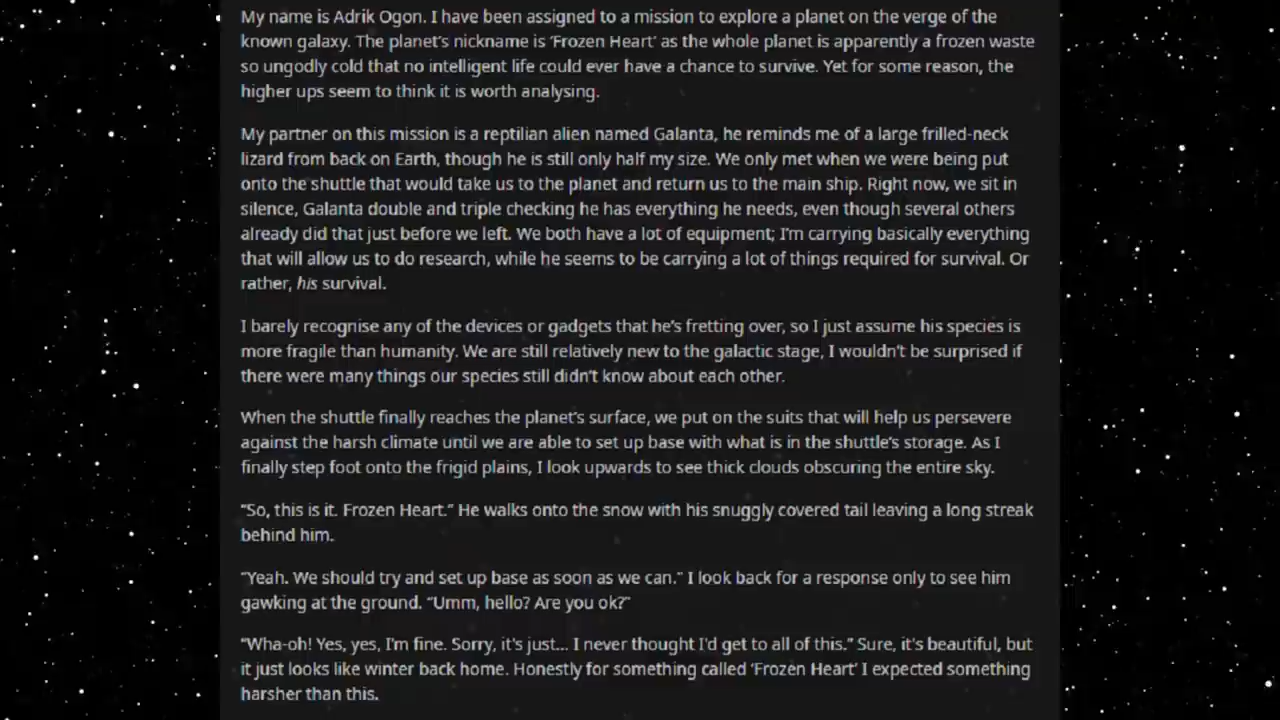 My name is Adrik Ogon. I have been assigned to a mission to explore a planet on the verge of the
known galaxy. The planet’s nickname is ‘Frozen Heart’ as the whole planet is apparently a frozen waste
so ungodly cold that no intelligent life could ever have a chance to survive. Yet for some reason, the
higher ups seem to think it is worth analysing.
My partner on this mission is a reptilian alien named Galanta, he reminds me of a large frilled-neck
lizard from back on Earth, though he is still only half my size. We only met when we were being put
onto the shuttle that would take us to the planet and return us to the main ship. Right now, we sit in
silence, Galanta double and triple checking he has everything he needs, even though several others
already did that just before we left. We both have a lot of equipment; I’m carrying basically everything
that will allow us to do research, while he seems to be carrying a lot of things required for survival. Or
rather, his survival.
I barely recognise any of the devices or gadgets that he’s fretting over, so I just assume his species is
more fragile than humanity. We are still relatively new to the galactic stage, I wouldn’t be surprised if
there were many things our species still didn’t know about each other.
When the shuttle finally reaches the planet’s surface, we put on the suits that will help us persevere
against the harsh climate until we are able to set up base with what is in the shuttle’s storage. As I
finally step foot onto the frigid plains, I look upwards to see thick clouds obscuring the entire sky.
“So, this is it. Frozen Heart.” He walks onto the snow with his snuggly covered tail leaving a long streak
behind him.
“Yeah. We should try and set up base as soon as we can.” I look back for a response only to see him
gawking at the ground. “Umm, hello? Are you ok?”
“Wha-oh! Yes, yes, I’m fine. Sorry, it’s just... I never thought I’d get to all of this.” Sure, it’s beautiful, but
it just looks like winter back home. Honestly for something called ‘Frozen Heart’ I expected something
harsher than this.